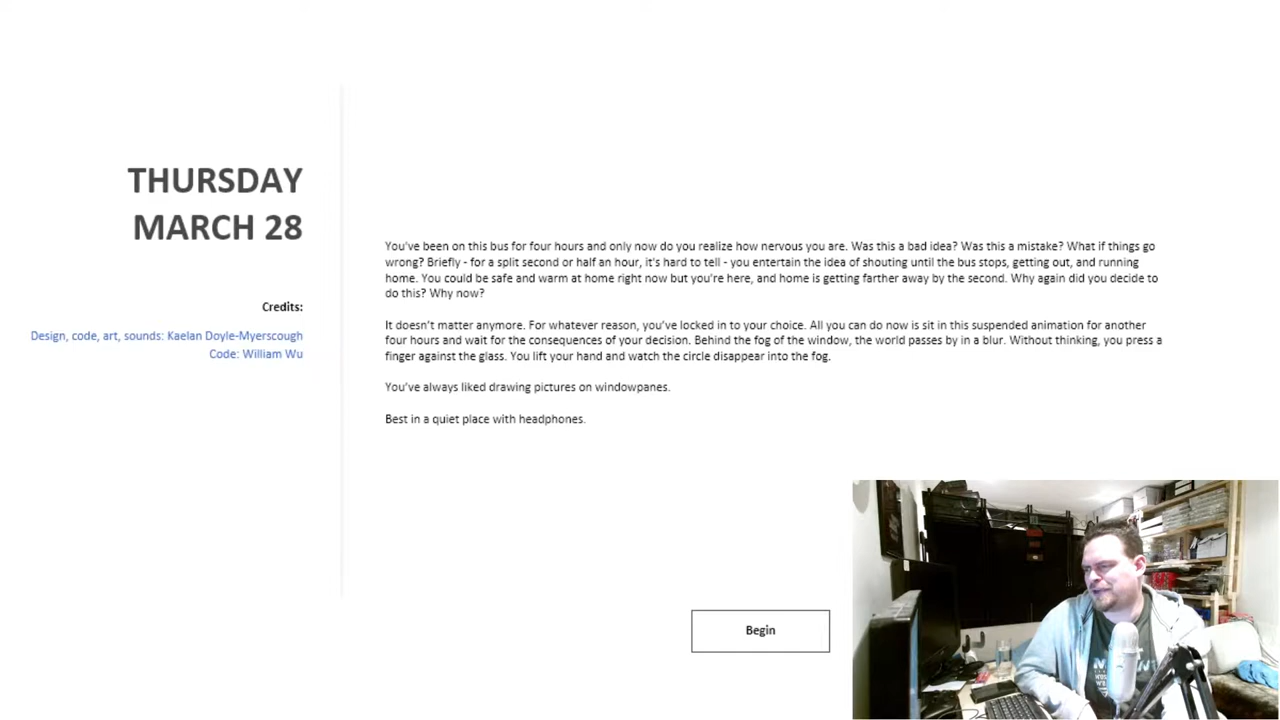 THURSDAY
MARCH 28
Credits:
Design, code, art, sounds: Kaelan Doyle-Myerscough
Code: William Wu
You've been on this bus for four hours and only now do you realize how nervous you are. Was this a bad idea? Was this a mistake? What if things go
wrong? Briefly - for a split second or half an hour, it's hard to tell - you entertain the idea of shouting until the bus stops, getting out, and running
home. You could be safe and warm at home right now but you're here, and home is getting farther away by the second. Why again did you decide to
do this? Why now?
It doesn't matter anymore. For whatever reason, you've locked in to your choice. All you can do now is sit in this suspended animation for another
four hours and wait for the consequences of your decision. Behind the fog of the window, the world passes by in a blur. Without thinking, you press a
finger against the glass. You lift your hand and watch the circle disappear into the fog.
You've always liked drawing pictures on windowpanes.
Best in a quiet place with headphones.
Begin